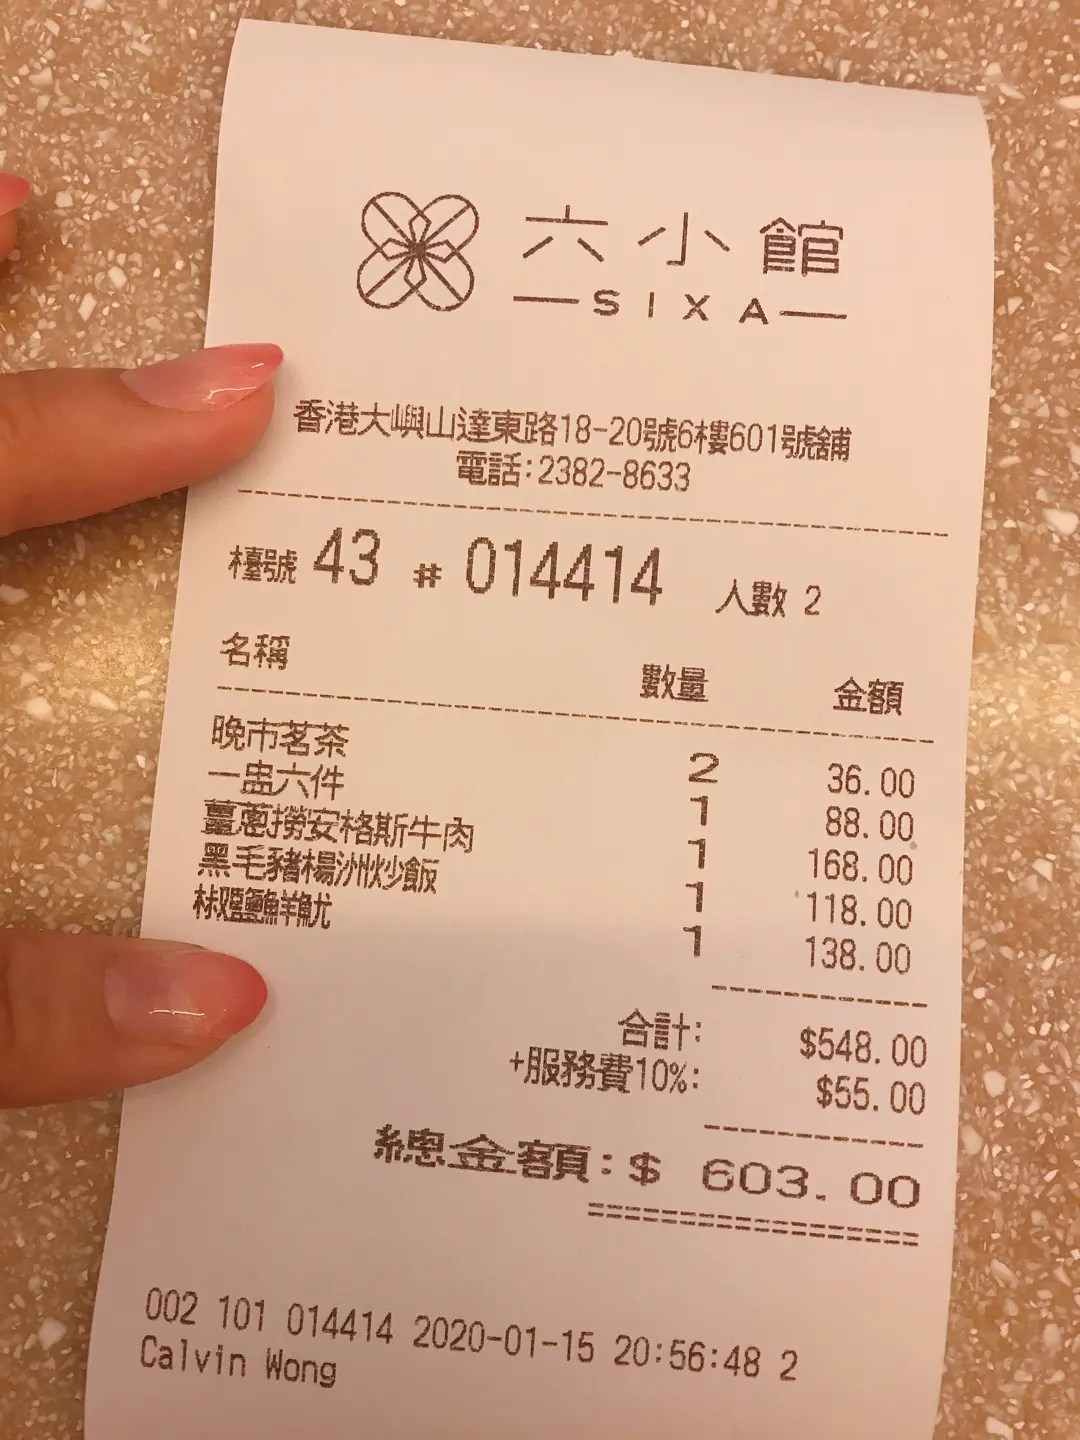 六小館
SIXA
香港大嶼山達東路18-20號6樓601號舖
電話:2382-8633
檯號 43 # 014414 人數 2
名稱 數量 金額
晚市茗茶 2 36.00
一盅六件 1 88.00
薑蔥撈安格斯牛肉 1 168.00
黑毛豬楊洲炒飯 1 118.00
椒鹽鮮魷 1 138.00
合計: $548.00
+服務費10%: $55.00
總金額:$ 603.00
002 101 014414 2020-01-15 20:56:48 2
Calvin Wong